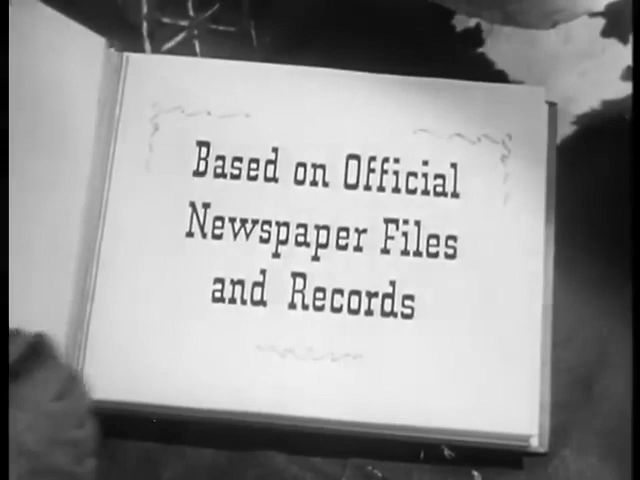 Based on Official
Newspaper Files
and Records